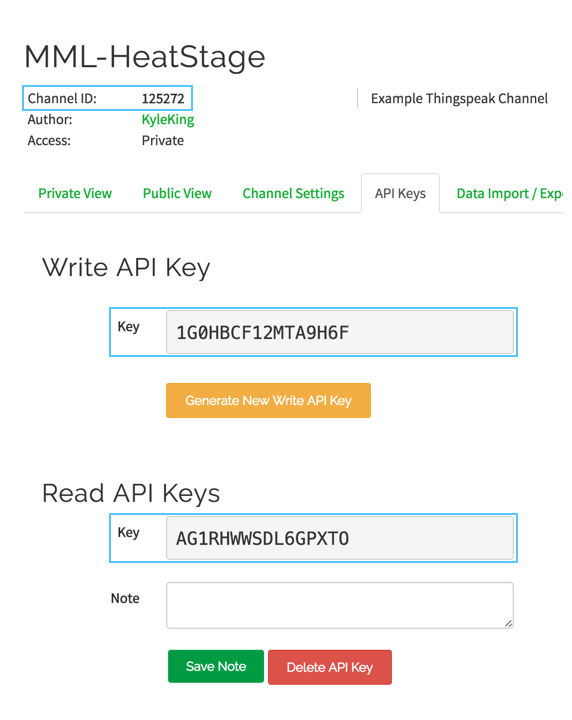 MML-HeatStage
Channel ID: 125272
Example Thingspeak Channel
Author: KyleKing
Access: Private
Private View Public View Channel Settings API Keys Data Import / Exp
Write API Key
Key 1G0HBCF12MTA9H6F
Generate New Write API Key
Read API Keys
Key AG1RHWWSDL6GPXTO
Note
Save Note Delete API Key